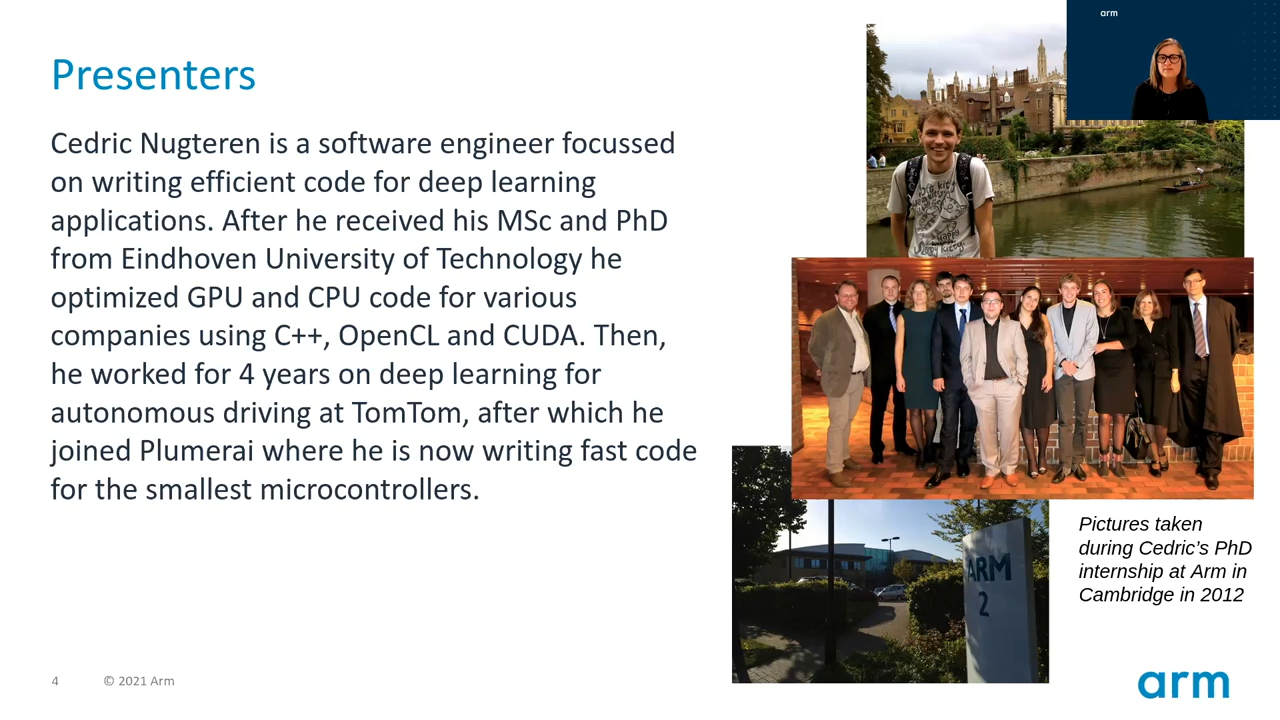 arm
Presenters
Cedric Nugteren is a software engineer focussed
on writing efficient code for deep learning
applications. After he received his MSc and PhD
from Eindhoven University of Technology he
optimized GPU and CPU code for various
companies using C++, OpenCL and CUDA. Then,
he worked for 4 years on deep learning for
autonomous driving at TomTom, after which he
joined Plumerai where he is now writing fast code
for the smallest microcontrollers.
ARM
2
Pictures taken
during Cedric’s PhD
internship at Arm in
Cambridge in 2012
4 © 2021 Arm
arm